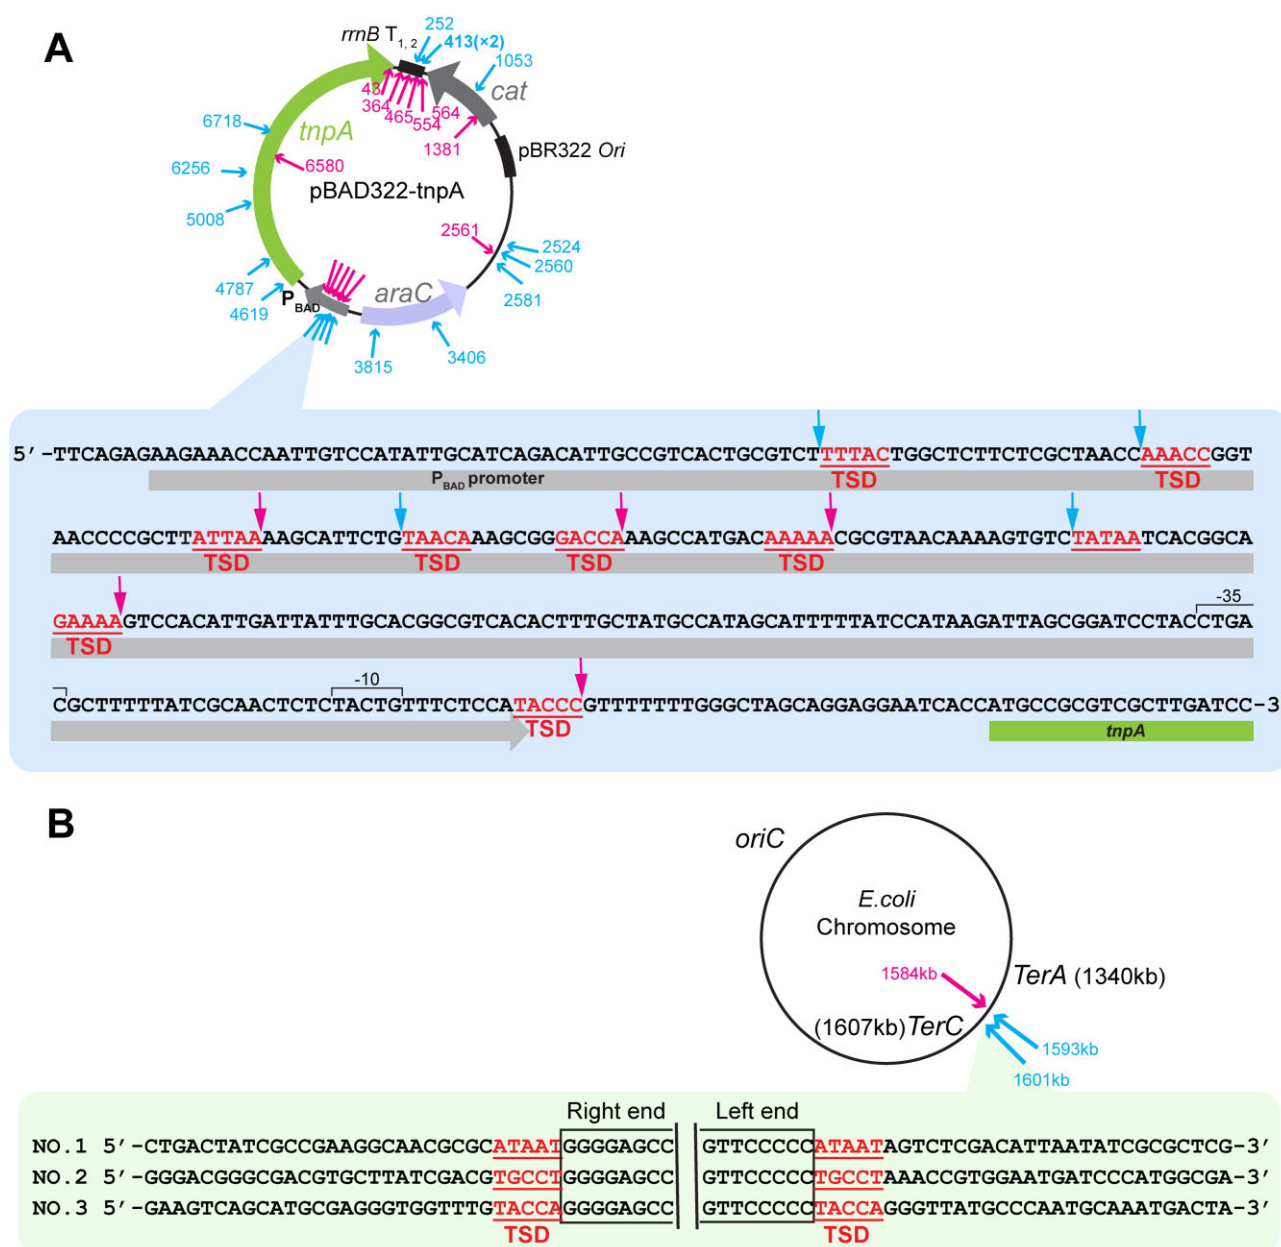 A
rrnB T1, 2
252
413(×2)
1053
cat
43
364
465
554
564
1381
6718
tnpA
6580
6256
pBAD322-tnpA
pBR322 Ori
5008
2561
2524
2560
2581
4787
4619
PBAD
araC
3815
3406
5′-TTCAGAGAAGAAACCAATTGTCCATATTGCATCAGACATTGCCGTCACTGCGTCTTTTACTGGCTCTTCTCGCTAACCAAACCGGT
PBAD promoter
TSD
TSD
AACCCCGCTTATTAAAAGCATTCTGTAACAAAGCGGGACCAAAGCCATGACAAAAACGCGTAACAAAAGTGTCTATAATCACGGCA
TSD
TSD
TSD
TSD
-35
GAAAAGTCCACATTGATTATTTGCACGGCGTCACACTTTGCTATGCCATAGCATTTTTATCCATAAGATTAGCGGATCCTACCTGA
TSD
-10
CGCTTTTTATCGCAACTCTCTACTGTTTCTCCATACCCGTTTTTTTGGGCTAGCAGGAGGAATCACCATGCCGCGTCGCTTGATCC-3
TSD
tnpA
B
oriC
E.coli
Chromosome
1584kb
TerA (1340kb)
(1607kb)TerC
1593kb
1601kb
Right end
Left end
NO.1 5′-CTGACTATCGCCGAAGGCAACGCGCATAATGGGGAGCC GTTCCCCCATAATAGTCTCGACATTAATATCGCGCTCG-3′
NO.2 5′-GGGACGGGCGACGTGCTTATCGACGTGCCTGGGGAGCC GTTCCCCCTGCCTAAACCGTGGAATGATCCCATGGCGA-3′
NO.3 5′-GAAGTCAGCATGCGAGGGTGGTTTGTACCAGGGGAGCC GTTCCCCCTACCAGGGTTATGCCCAATGCAAATGACTA-3′
TSD
TSD